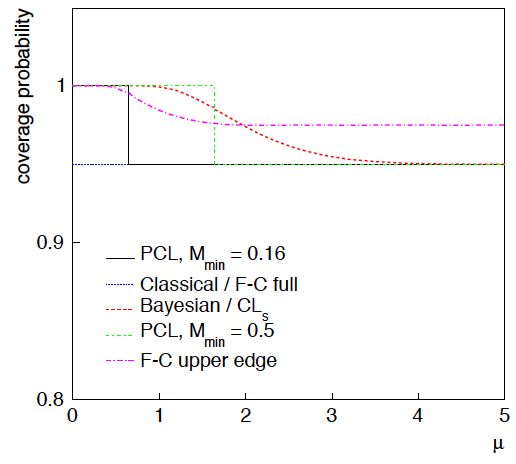 coverage probability
1
0.9
0.8
PCL, M_min = 0.16
Classical / F-C full
Bayesian / CL_s
PCL, M_min = 0.5
F-C upper edge
0 1 2 3 4 5
μ